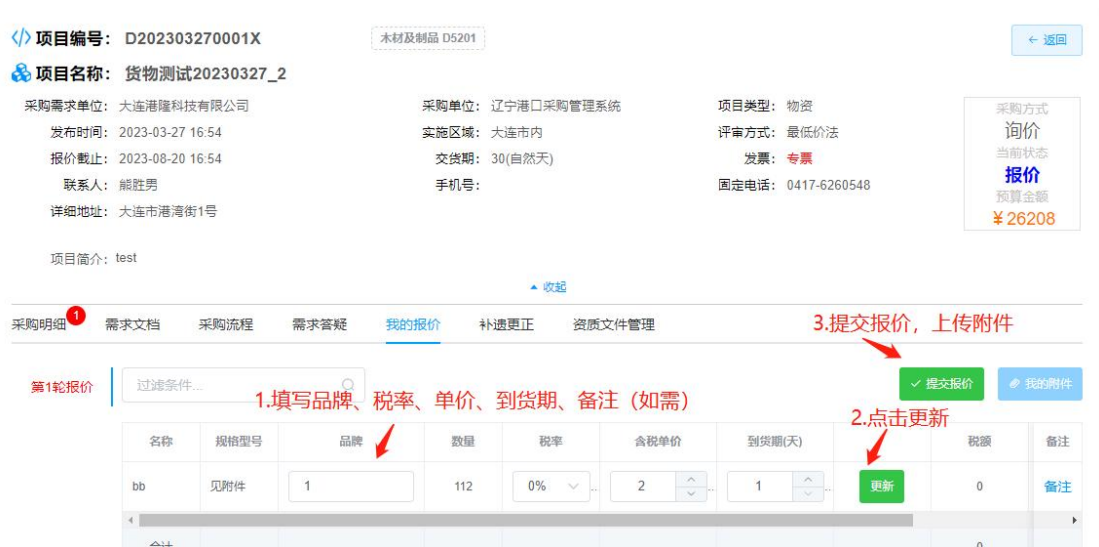 项目编号： D202303270001X 木材及制品 D5201 ← 返回
项目名称： 货物测试20230327_2
采购需求单位： 大连港隆科技有限公司 采购单位： 辽宁港口采购管理系统 项目类型： 物资 采购方式
发布时间： 2023-03-27 16:54 实施区域： 大连市内 评审方式： 最低价法 询价
报价截止： 2023-08-20 16:54 交货期： 30(自然天) 发票： 专票 当前状态
联系人： 熊胜男 手机号： 固定电话： 0417-6260548 报价
详细地址： 大连市港湾街1号 预算金额
￥26208
项目简介： test
收起
采购明细 1 需求文档 采购流程 需求答疑 我的报价 补遗更正 资质文件管理 3.提交报价，上传附件
第1轮报价 过滤条件... 提交报价 我的附件
1.填写品牌、税率、单价、到货期、备注（如需） 2.点击更新
名称 规格型号 品牌 数量 税率 含税单价 到货期(天) 税额 备注
bb 见附件 1 112 0% 2 1 更新 0 备注
合计 0